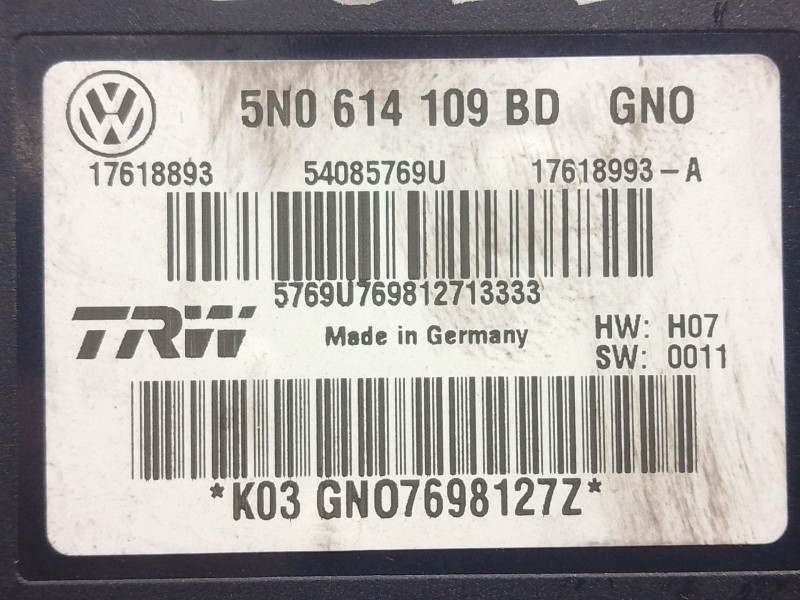 5N0 614 109 BD GNO
17618893 54085769U 17618993-A
5769U769812713333
TRW Made in Germany HW: H07
SW: 0011
*K03 GNO7698127Z*